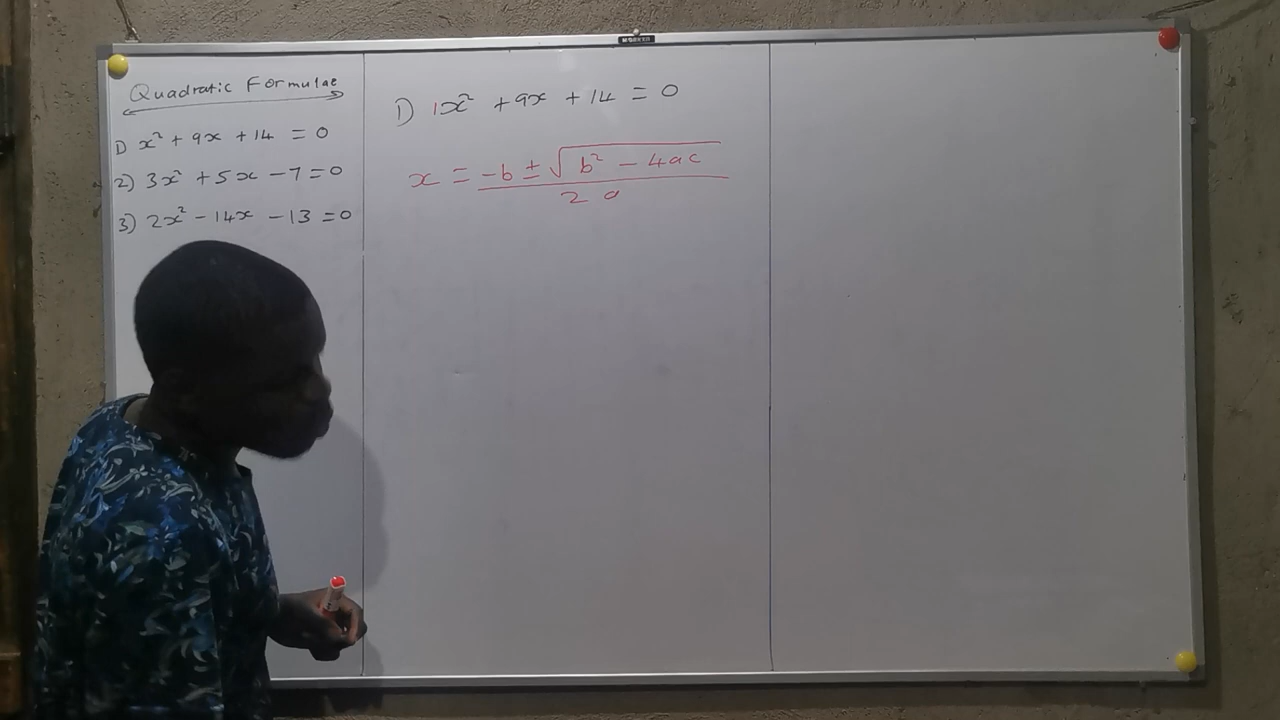 Quadratic Formulae
1) x² + 9x + 14 = 0
2) 3x² + 5x - 7 = 0
3) 2x² - 14x - 13 = 0
1) 1x² + 9x + 14 = 0
x = -b ± √(b² - 4ac) / 2a